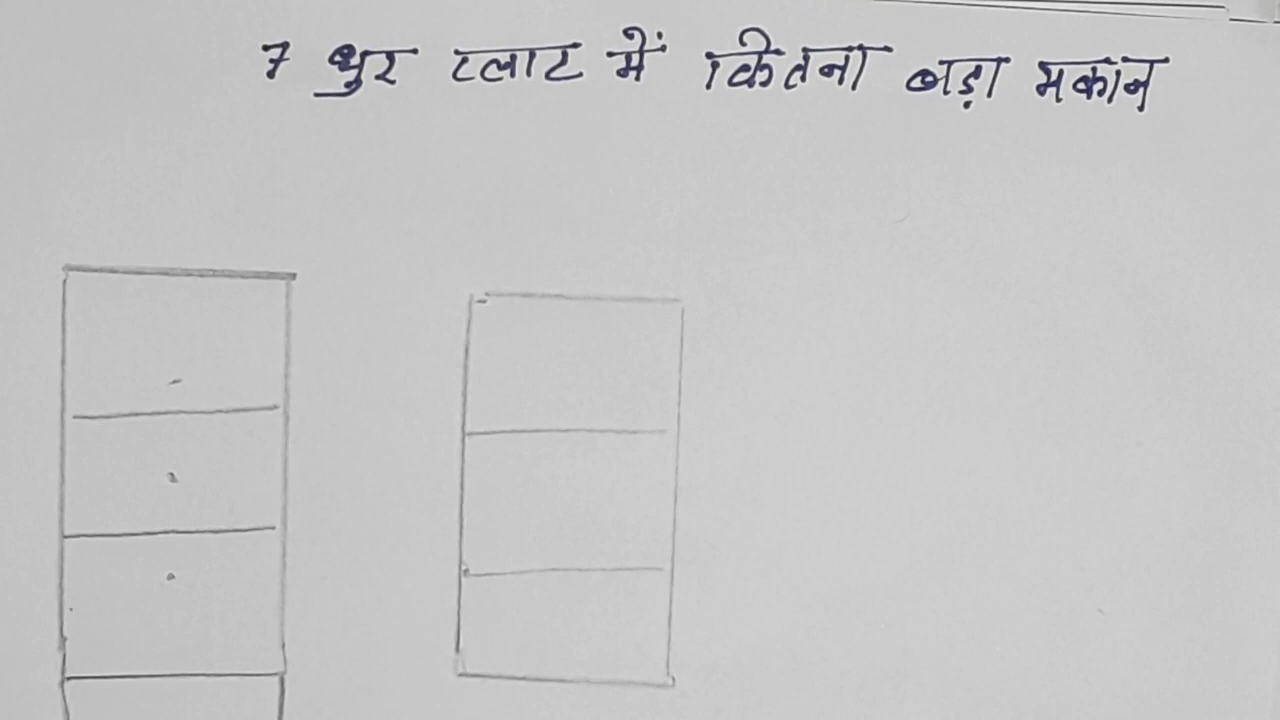 7 धुर प्लाट में कितना बड़ा मकान